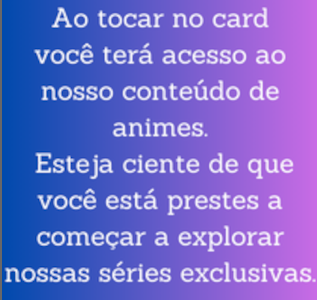 Ao tocar no card
você terá acesso ao
nosso conteúdo de
animes.
Esteja ciente de que
você está prestes a
começar a explorar
nossas séries exclusivas.